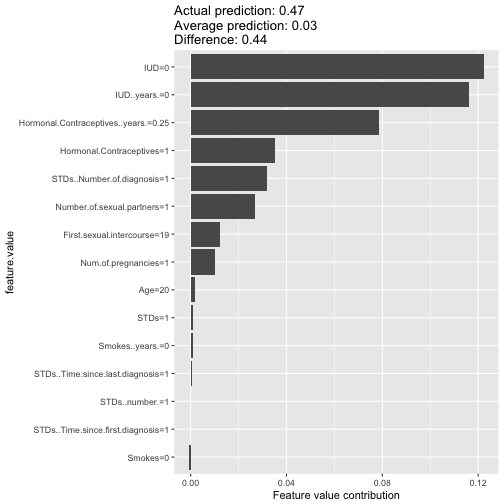 Actual prediction: 0.47
Average prediction: 0.03
Difference: 0.44
feature.value
IUD=0
IUD..years.=0
Hormonal.Contraceptives..years.=0.25
Hormonal.Contraceptives=1
STDs..Number.of.diagnosis=1
Number.of.sexual.partners=1
First.sexual.intercourse=19
Num.of.pregnancies=1
Age=20
STDs=1
Smokes..years.=0
STDs..Time.since.last.diagnosis=1
STDs..number.=1
STDs..Time.since.first.diagnosis=1
Smokes=0
0.00 0.04 0.08 0.12
Feature value contribution